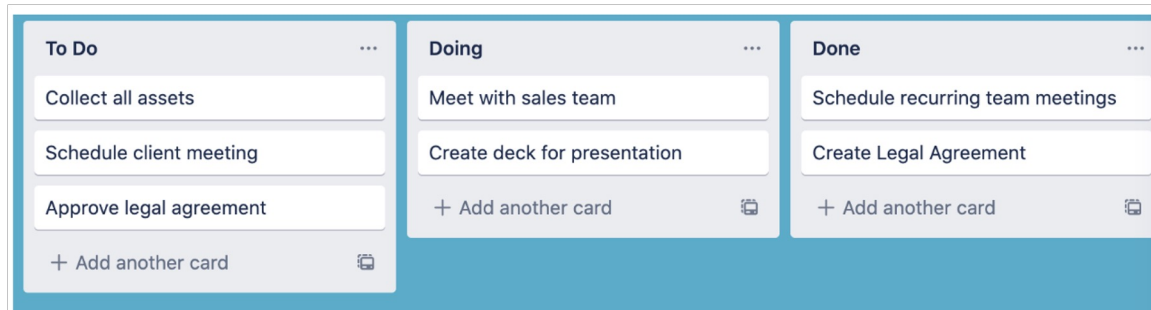 To Do
Collect all assets
Schedule client meeting
Approve legal agreement
+ Add another card
Doing
Meet with sales team
Create deck for presentation
+ Add another card
Done
Schedule recurring team meetings
Create Legal Agreement
+ Add another card